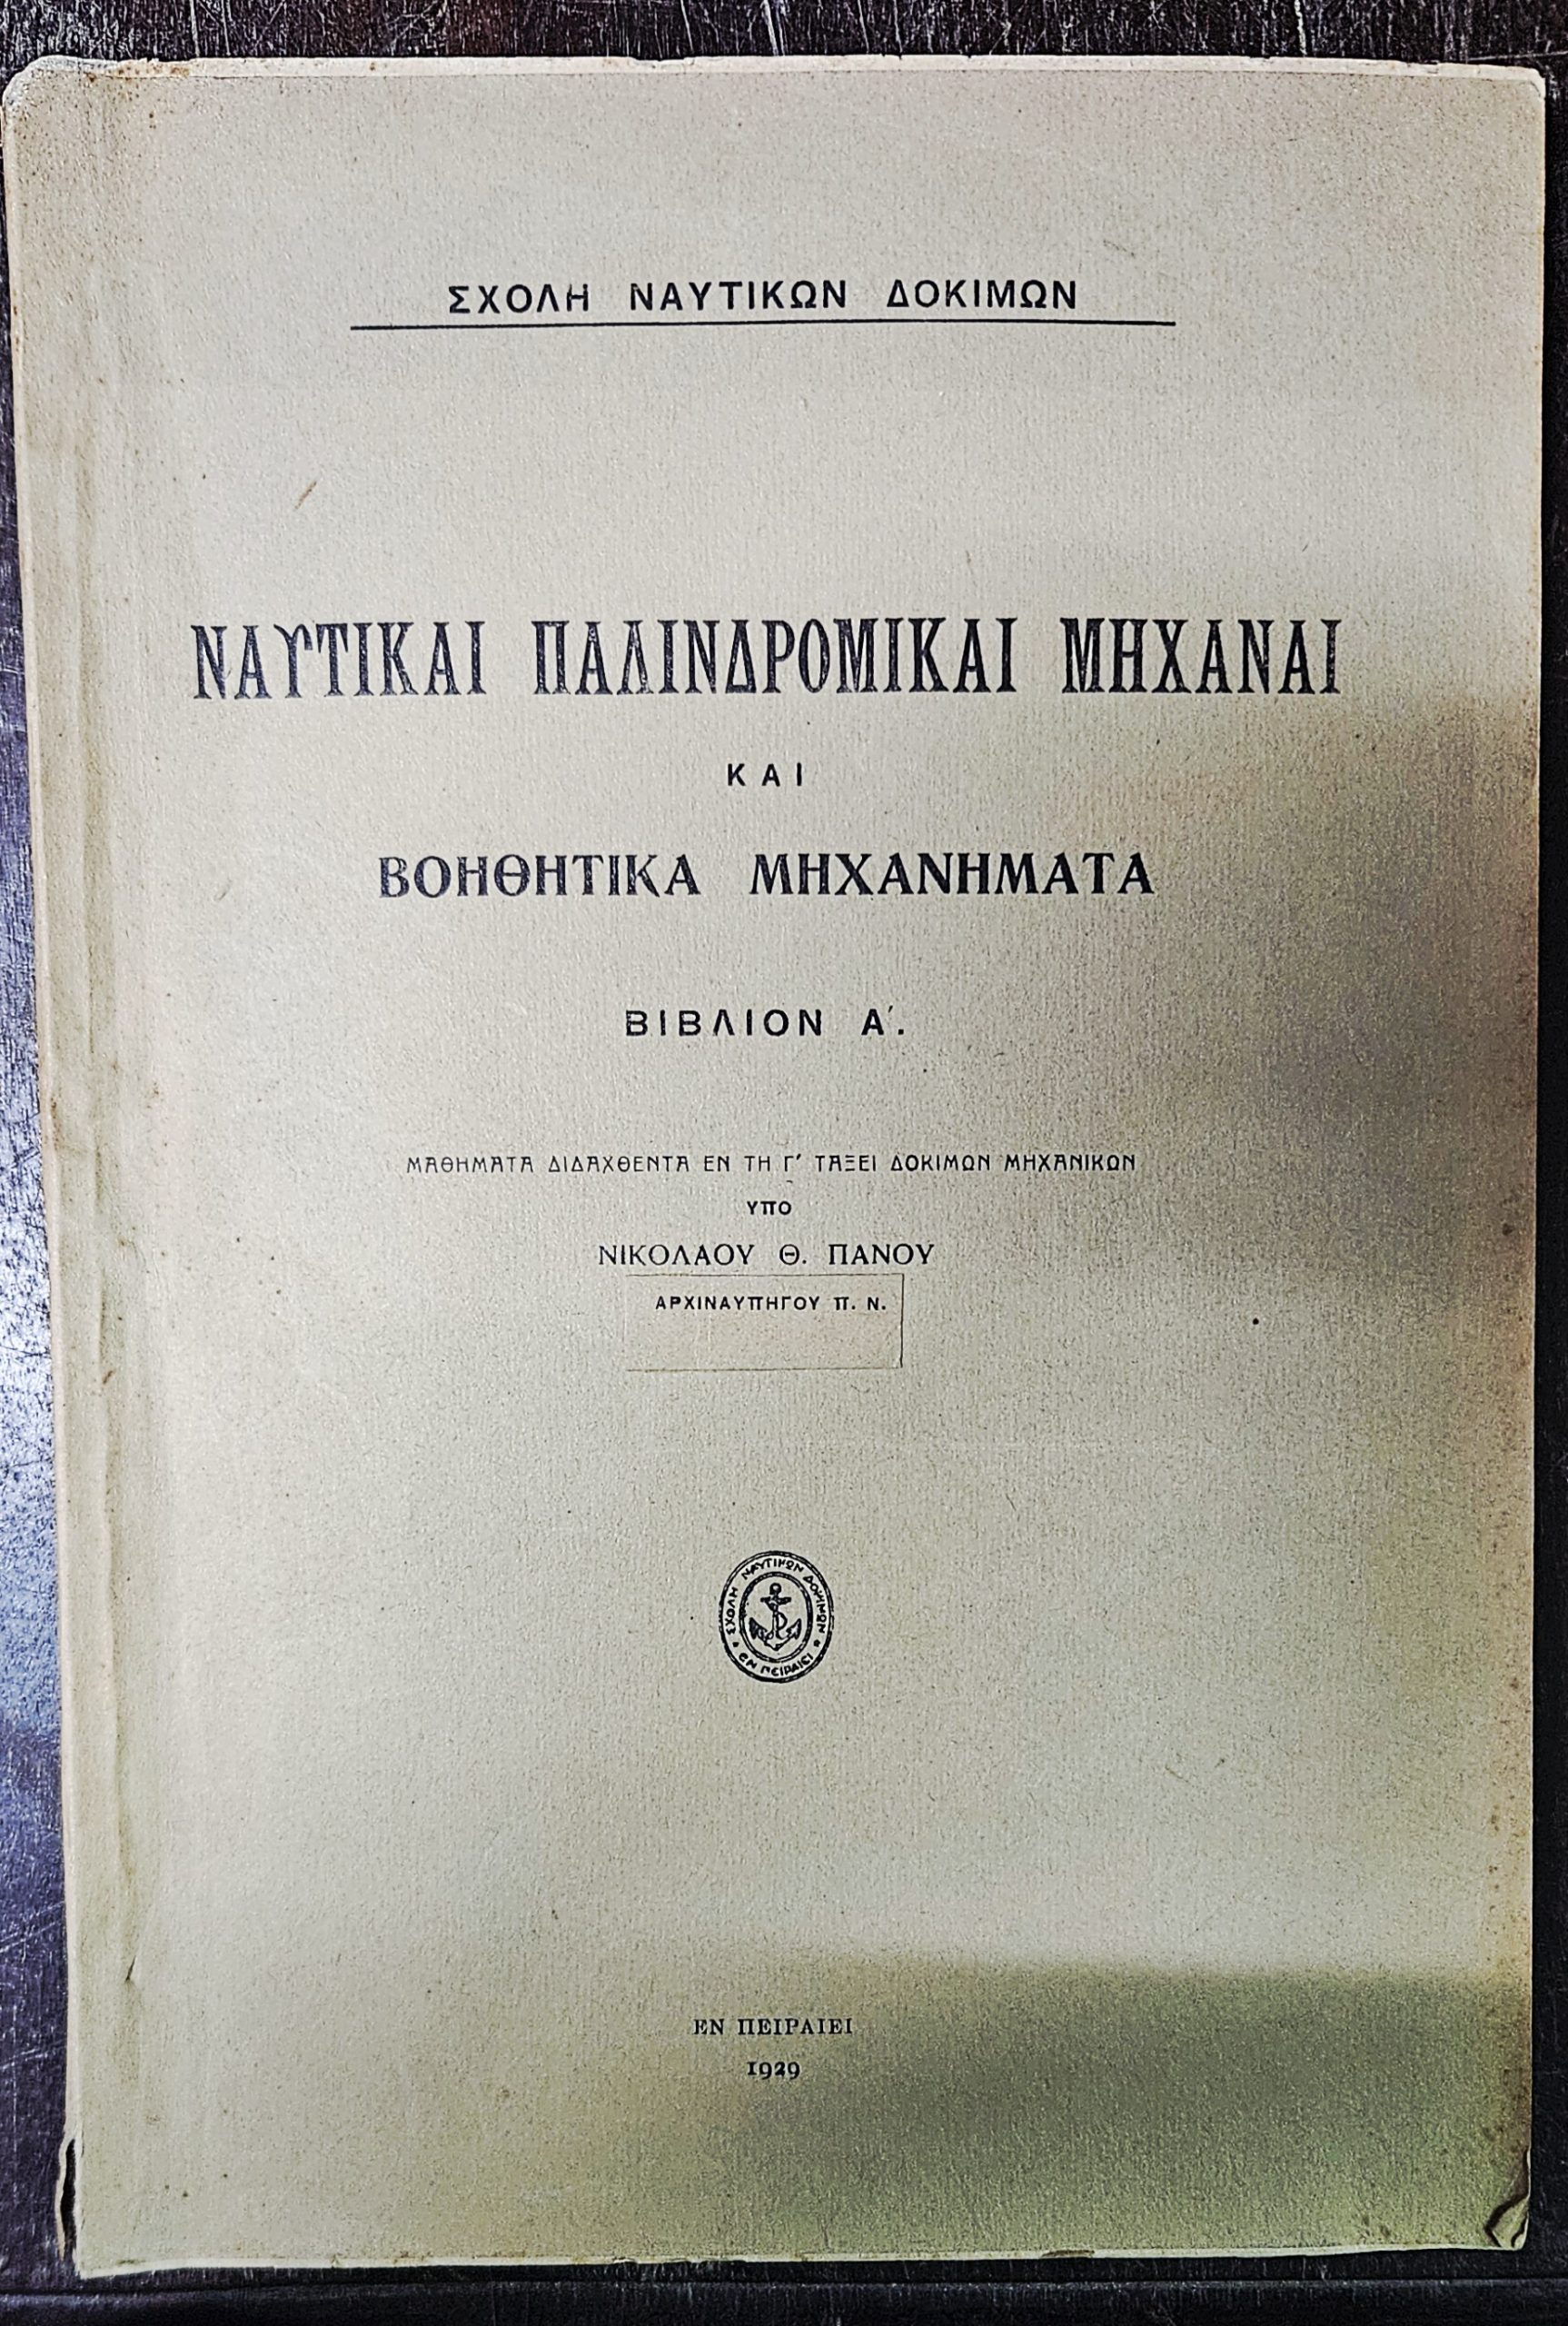 ΣΧΟΛΗ ΝΑΥΤΙΚΩΝ ΔΟΚΙΜΩΝ
ΝΑΥΤΙΚΑΙ ΠΑΛΙΝΔΡΟΜΙΚΑΙ ΜΗΧΑΝΑΙ
ΚΑΙ
ΒΟΗΘΗΤΙΚΑ ΜΗΧΑΝΗΜΑΤΑ
ΒΙΒΛΙΟΝ Α΄.
ΜΑΘΗΜΑΤΑ ΔΙΔΑΧΘΕΝΤΑ ΕΝ ΤΗ Γ' ΤΑΞΕΙ ΔΟΚΙΜΩΝ ΜΗΧΑΝΙΚΩΝ
ΥΠΟ
ΝΙΚΟΛΑΟΥ Θ. ΠΑΝΟΥ
ΑΡΧΙΝΑΥΠΗΓΟΥ Π. Ν.
ΣΧΟΛΗ ΝΑΥΤΙΚΩΝ ΔΟΚΙΜΩΝ
ΕΝ ΠΕΙΡΑΙΕΙ
ΕΝ ΠΕΙΡΑΙΕΙ
1929